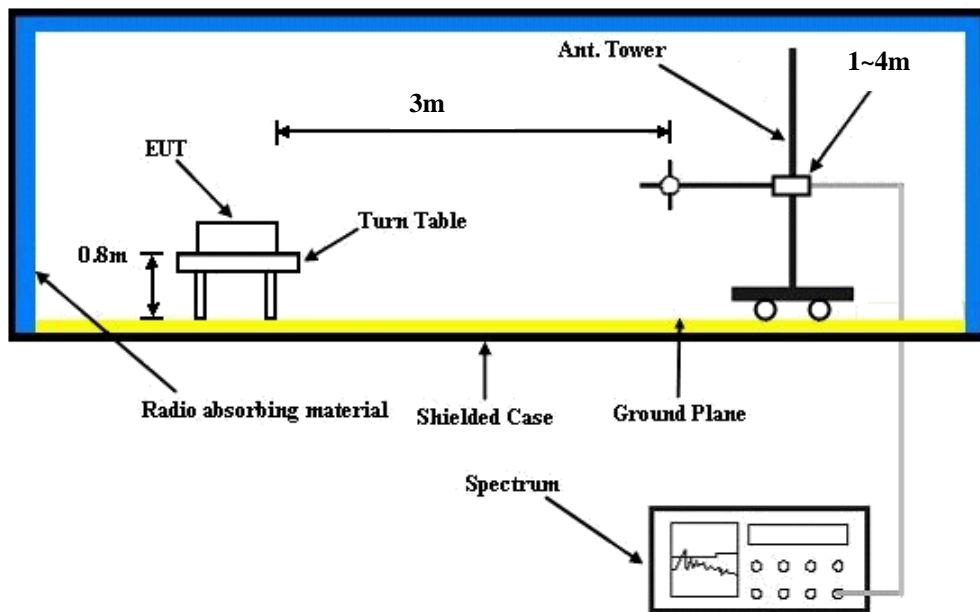 Ant. Tower
1~4m
3m
EUT
Turn Table
0.8m
Radio absorbing material
Shielded Case
Ground Plane
Spectrum